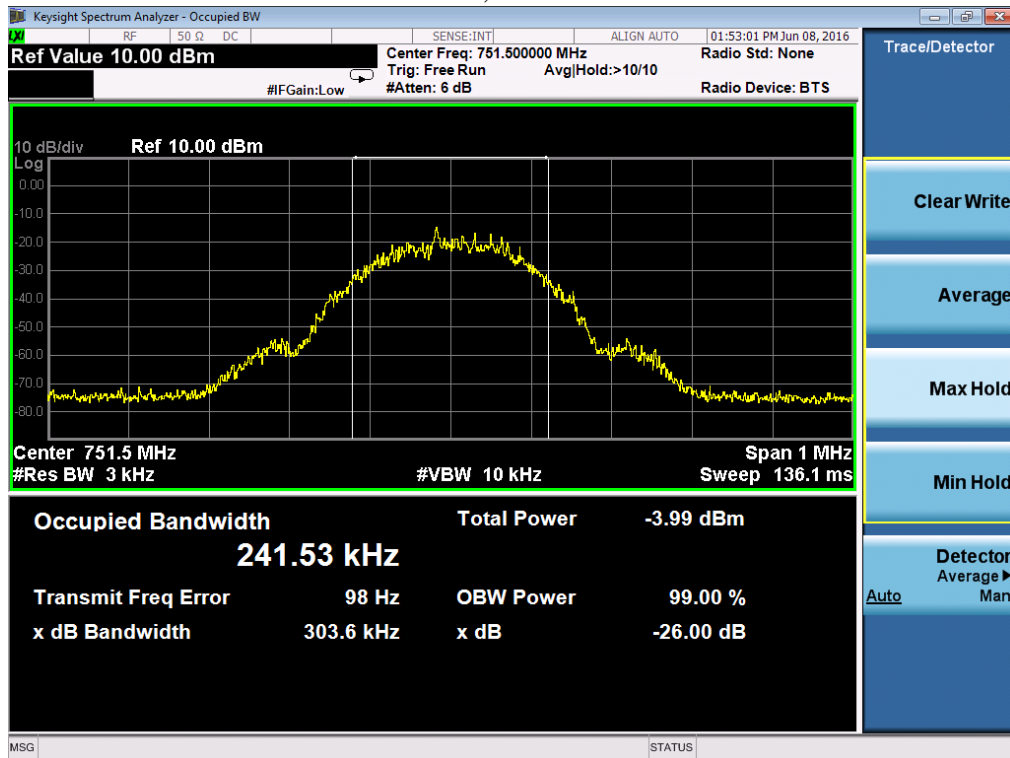 Keysight Spectrum Analyzer - Occupied BW
LXI RF 50 Ω DC SENSE:INT ALIGN AUTO 01:53:01 PM Jun 08, 2016
Ref Value 10.00 dBm
Center Freq: 751.500000 MHz
Radio Std: None
Trig: Free Run Avg|Hold:>10/10
#IFGain:Low
#Atten: 6 dB
Radio Device: BTS
10 dB/div Ref 10.00 dBm
Log
0.00
-10.0
-20.0
-30.0
-40.0
-50.0
-60.0
-70.0
-80.0
Center 751.5 MHz Span 1 MHz
#Res BW 3 kHz #VBW 10 kHz Sweep 136.1 ms
Occupied Bandwidth Total Power -3.99 dBm
241.53 kHz
Transmit Freq Error 98 Hz OBW Power 99.00 %
x dB Bandwidth 303.6 kHz x dB -26.00 dB
Trace/Detector
Clear Write
Average
Max Hold
Min Hold
Detector
Average
Auto Man
MSG STATUS